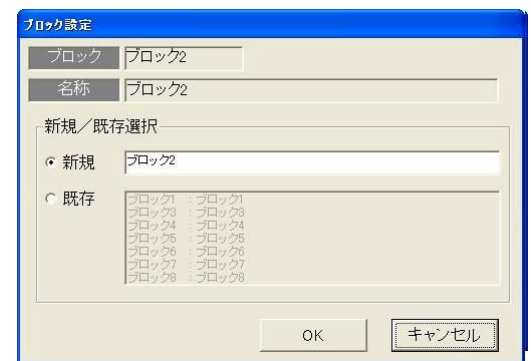 ブロック設定
ブロック ブロック2
名称 ブロック2
新規／既存選択
新規 ブロック2
既存
ブロック1 : ブロック1
ブロック3 : ブロック3
ブロック4 : ブロック4
ブロック5 : ブロック5
ブロック6 : ブロック6
ブロック7 : ブロック7
ブロック8 : ブロック8
OK キャンセル